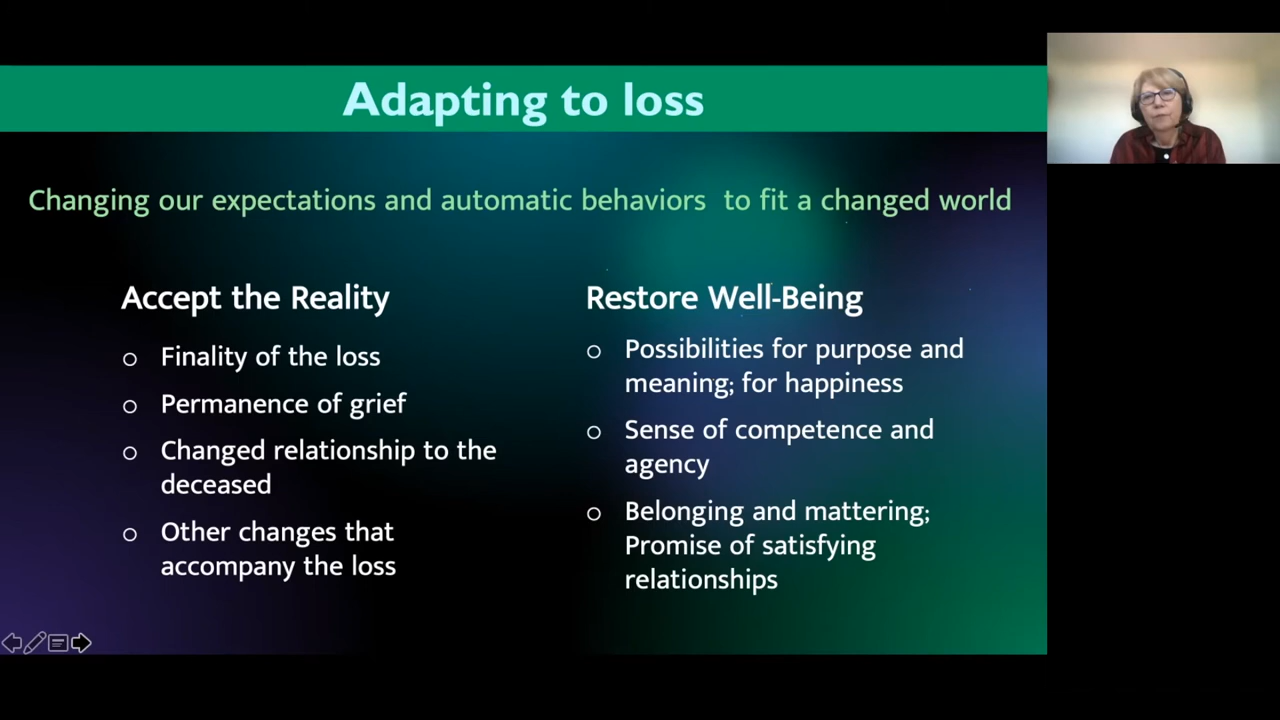 Adapting to loss
Changing our expectations and automatic behaviors to fit a changed world
Accept the Reality
○ Finality of the loss
○ Permanence of grief
○ Changed relationship to the
deceased
○ Other changes that
accompany the loss
Restore Well-Being
○ Possibilities for purpose and
meaning; for happiness
○ Sense of competence and
agency
○ Belonging and mattering;
Promise of satisfying
relationships